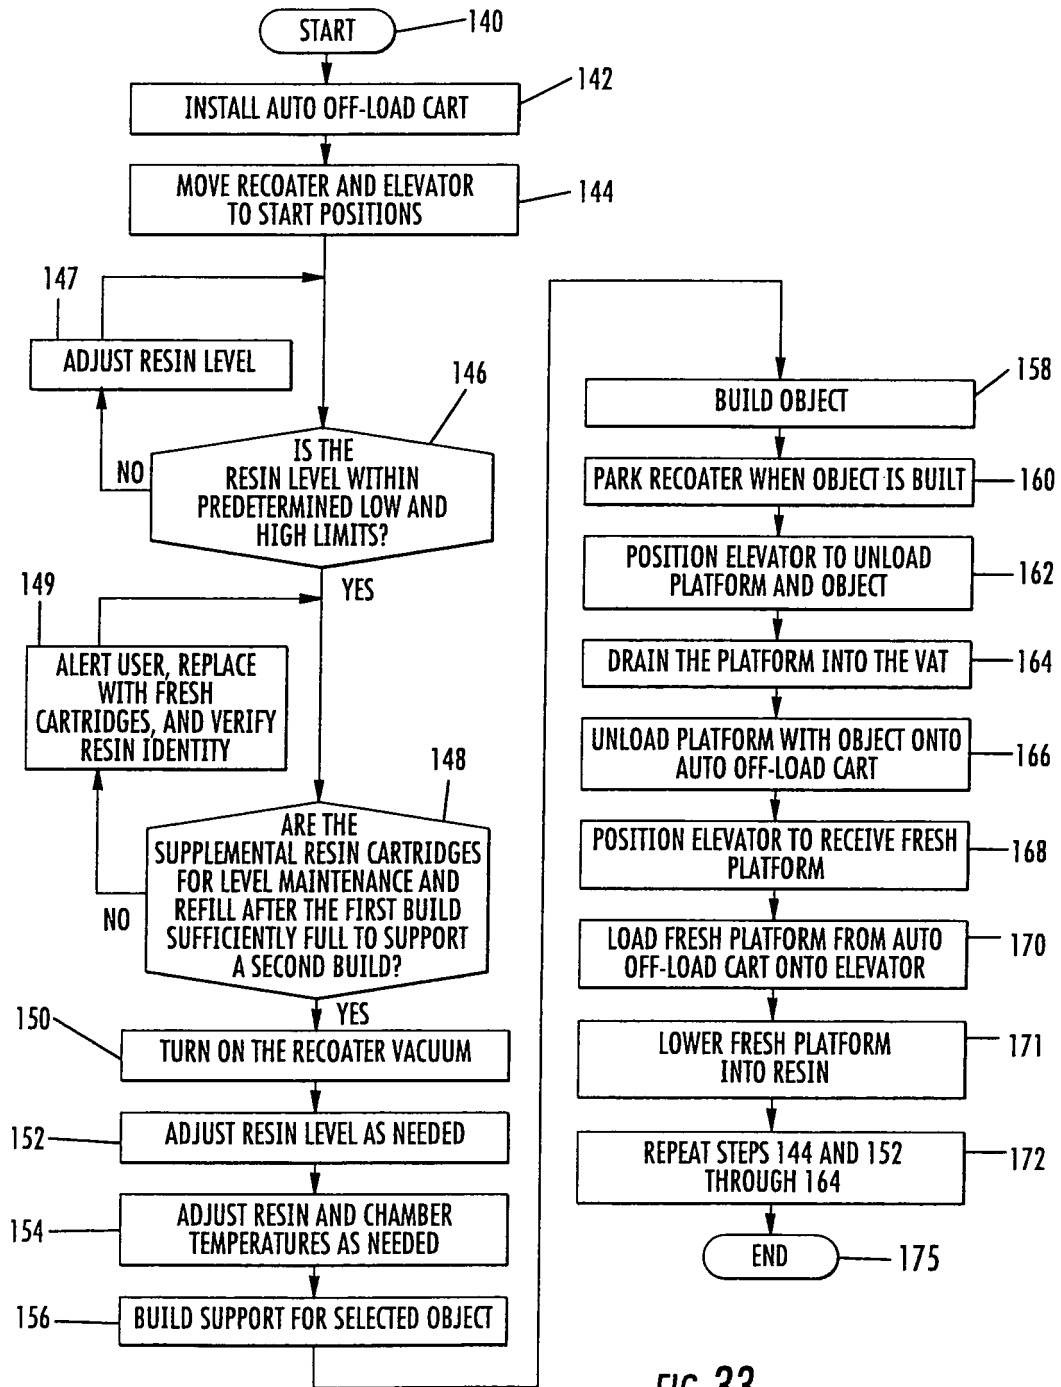 START
140
INSTALL AUTO OFF-LOAD CART
142
MOVE RECOATER AND ELEVATOR
TO START POSITIONS
144
147
ADJUST RESIN LEVEL
146
IS THE
RESIN LEVEL WITHIN
PREDETERMINED LOW AND
HIGH LIMITS?
NO
YES
149
ALERT USER, REPLACE
WITH FRESH
CARTRIDGES, AND VERIFY
RESIN IDENTITY
148
ARE THE
SUPPLEMENTAL RESIN CARTRIDGES
FOR LEVEL MAINTENANCE AND
REFILL AFTER THE FIRST BUILD
SUFFICIENTLY FULL TO SUPPORT
A SECOND BUILD?
NO
YES
150
TURN ON THE RECOATER VACUUM
152
ADJUST RESIN LEVEL AS NEEDED
154
ADJUST RESIN AND CHAMBER
TEMPERATURES AS NEEDED
156
BUILD SUPPORT FOR SELECTED OBJECT
158
BUILD OBJECT
PARK RECOATER WHEN OBJECT IS BUILT
160
POSITION ELEVATOR TO UNLOAD
PLATFORM AND OBJECT
162
DRAIN THE PLATFORM INTO THE VAT
164
UNLOAD PLATFORM WITH OBJECT ONTO
AUTO OFF-LOAD CART
166
POSITION ELEVATOR TO RECEIVE FRESH
PLATFORM
168
LOAD FRESH PLATFORM FROM AUTO
OFF-LOAD CART ONTO ELEVATOR
170
LOWER FRESH PLATFORM
INTO RESIN
171
REPEAT STEPS 144 AND 152
THROUGH 164
172
END
175
FIG. 33